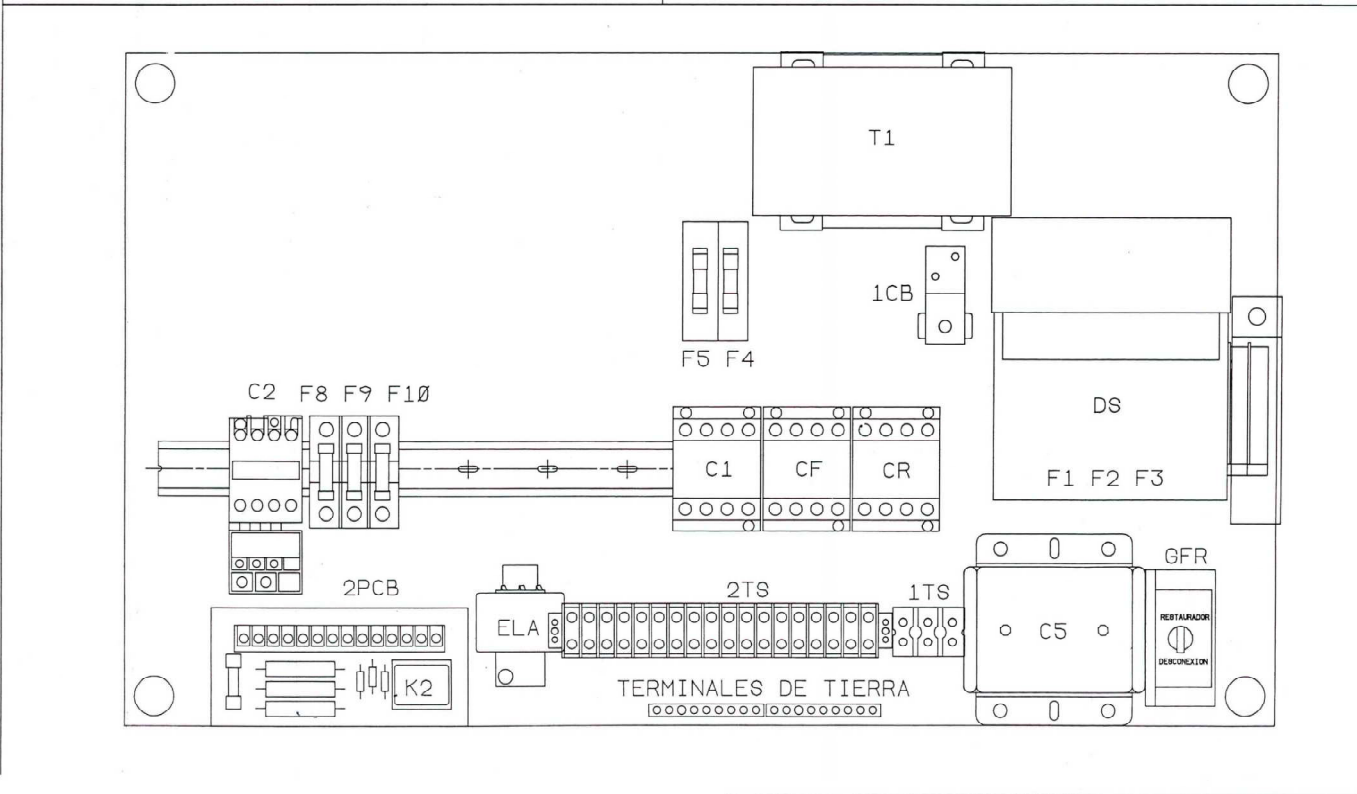 T1
1CB
F5 F4
C2 F8 F9 F10
DS
C1 CF CR
F1 F2 F3
GFR
2PCB
2TS
1TS
ELA
C5
RESTAURADOR
DESCONEXION
K2
TERMINALES DE TIERRA